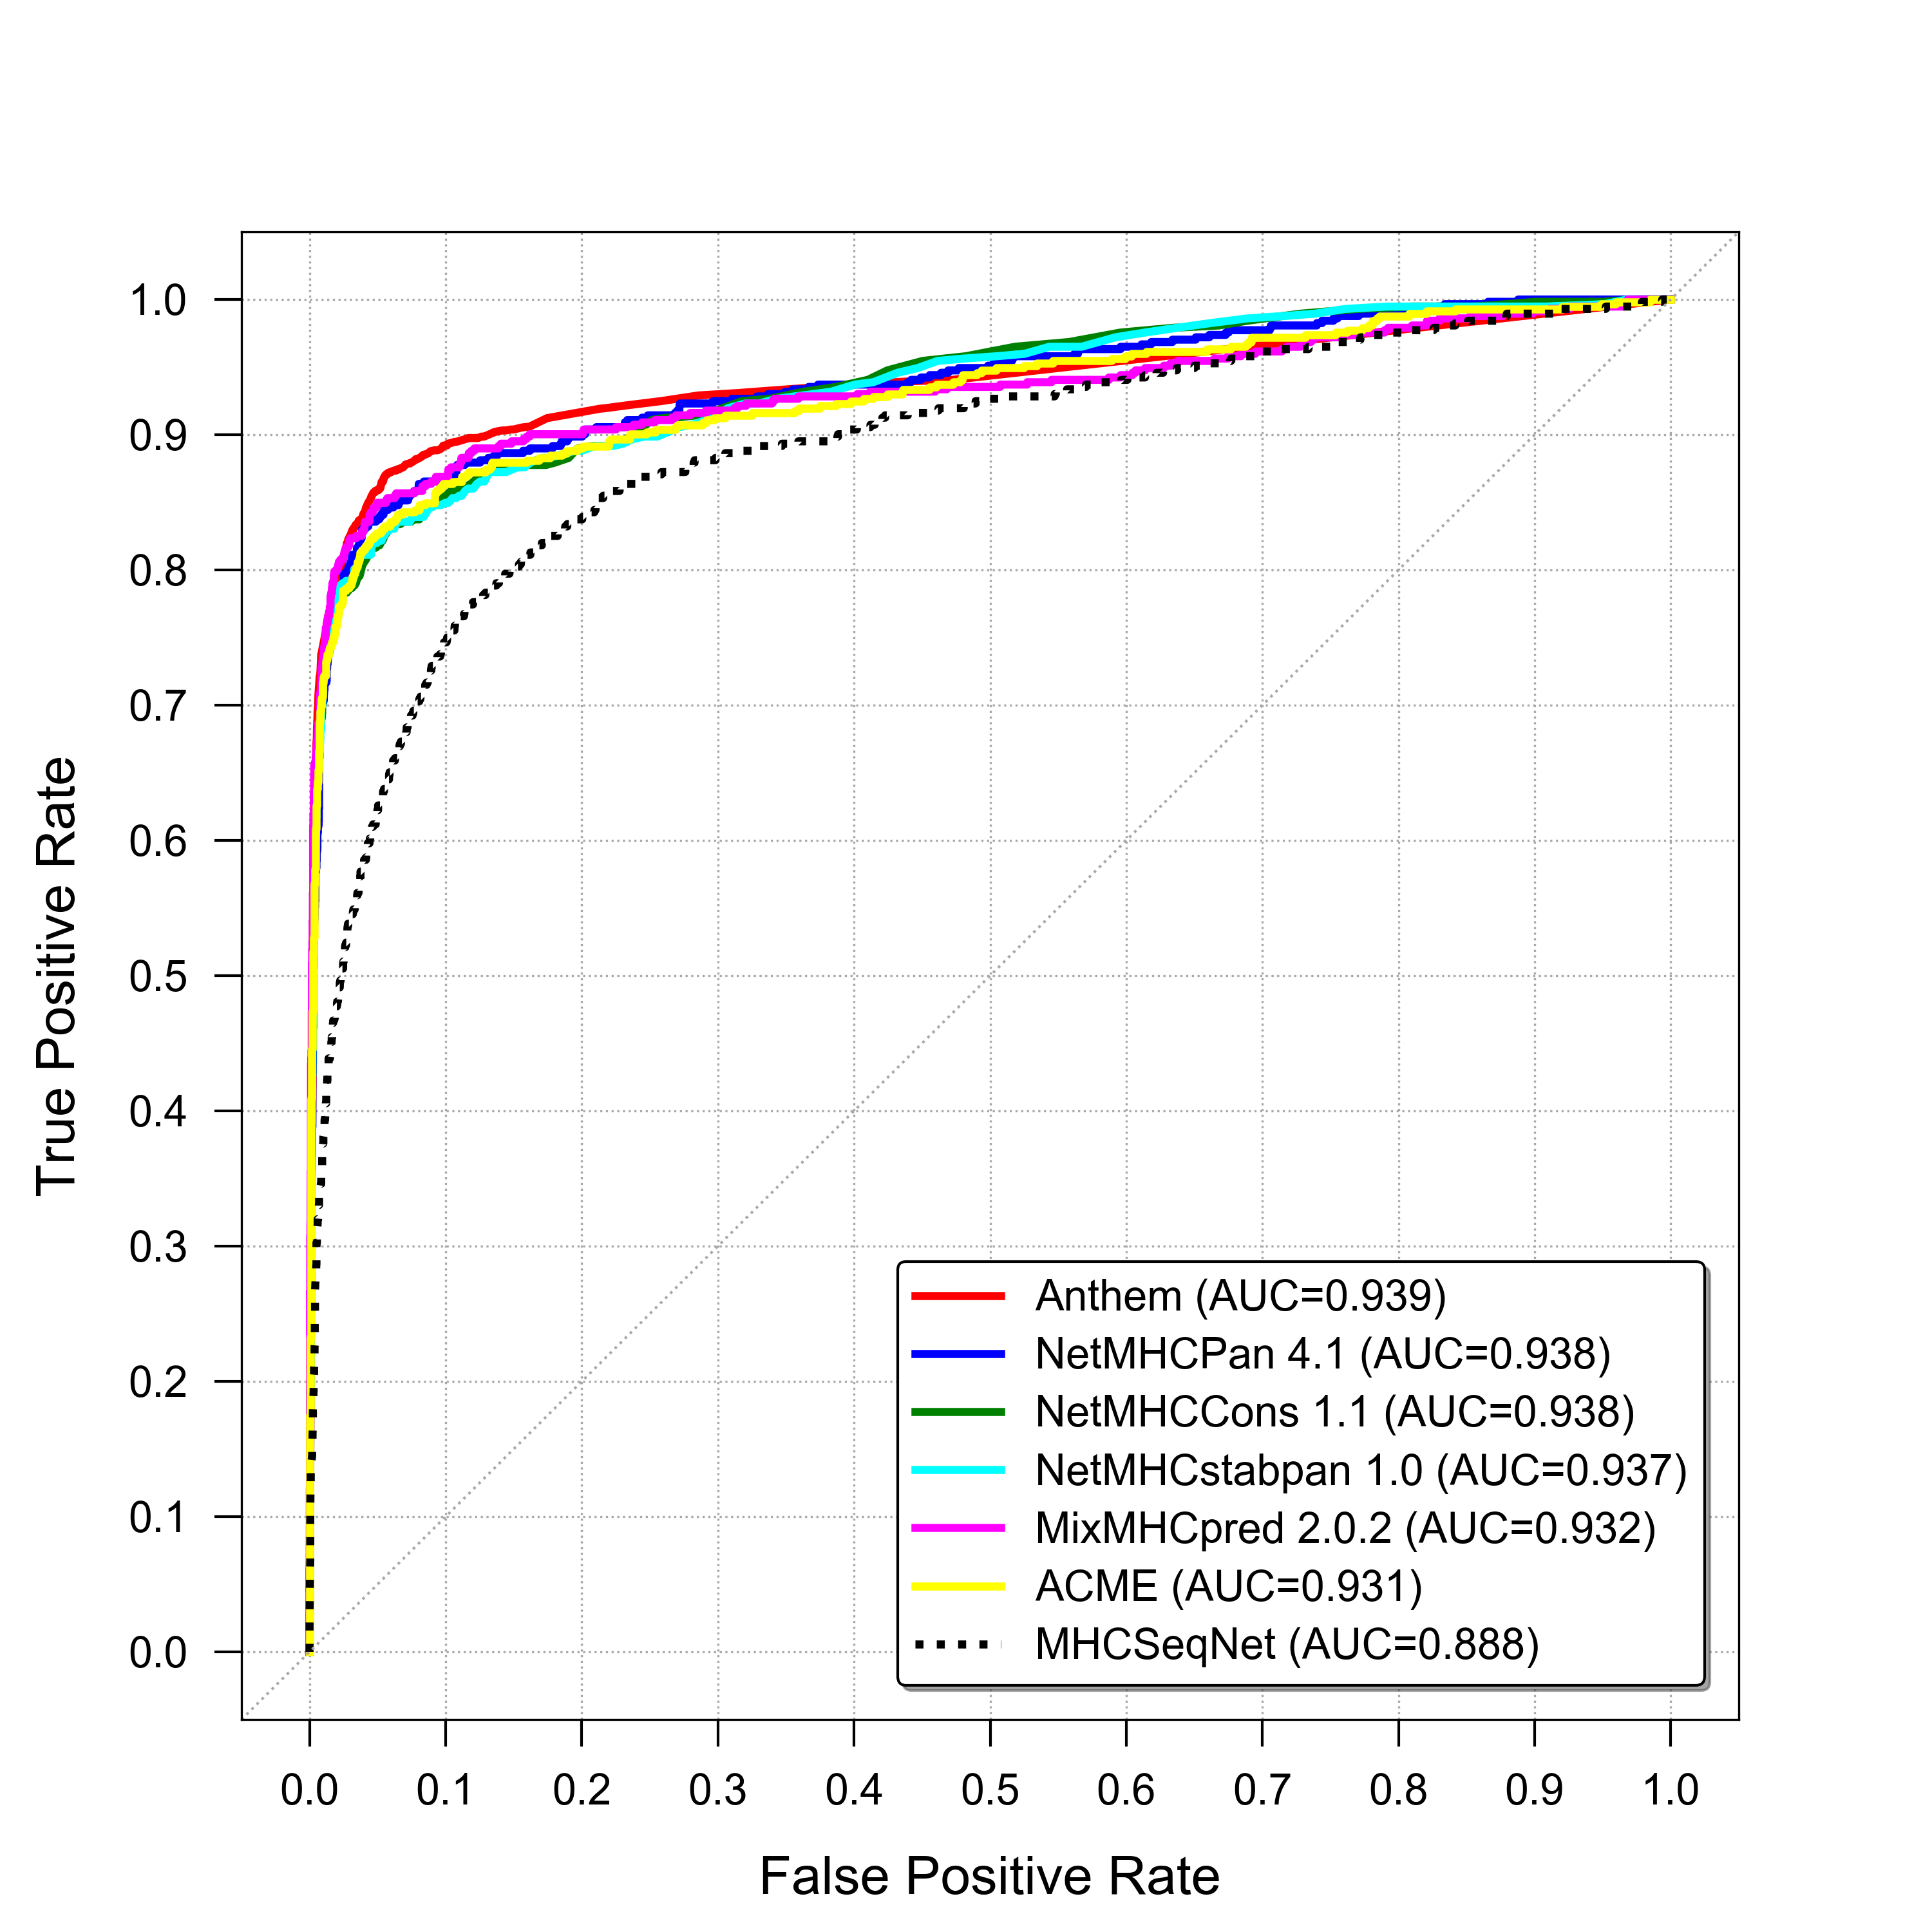 1.0
0.9
0.8
0.7
0.6
0.5
0.4
0.3
0.2
0.1
0.0
True Positive Rate
Anthem (AUC=0.939)
NetMHCPan 4.1 (AUC=0.938)
NetMHCCons 1.1 (AUC=0.938)
NetMHCstabpan 1.0 (AUC=0.937)
MixMHCpred 2.0.2 (AUC=0.932)
ACME (AUC=0.931)
MHCSeqNet (AUC=0.888)
0.0 0.1 0.2 0.3 0.4 0.5 0.6 0.7 0.8 0.9 1.0
False Positive Rate